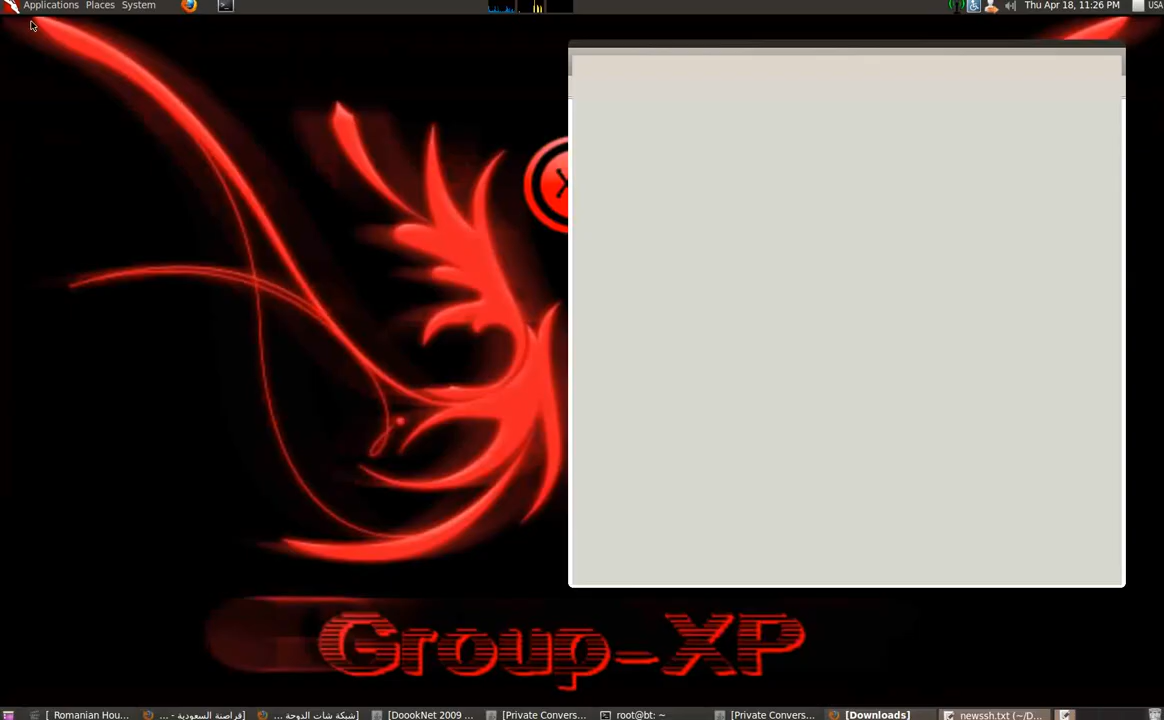 Applications Places System
Thu Apr 18, 11:26 PM
USA
Group-XP
[ Romanian Hou...
قراصنة السعودية - ...]
شبكة شات الدوحة ...]
[DoookNet 2009 ...
[Private Convers...
root@bt: ~
[Private Convers...
[Downloads]
newssh.txt (~/D...